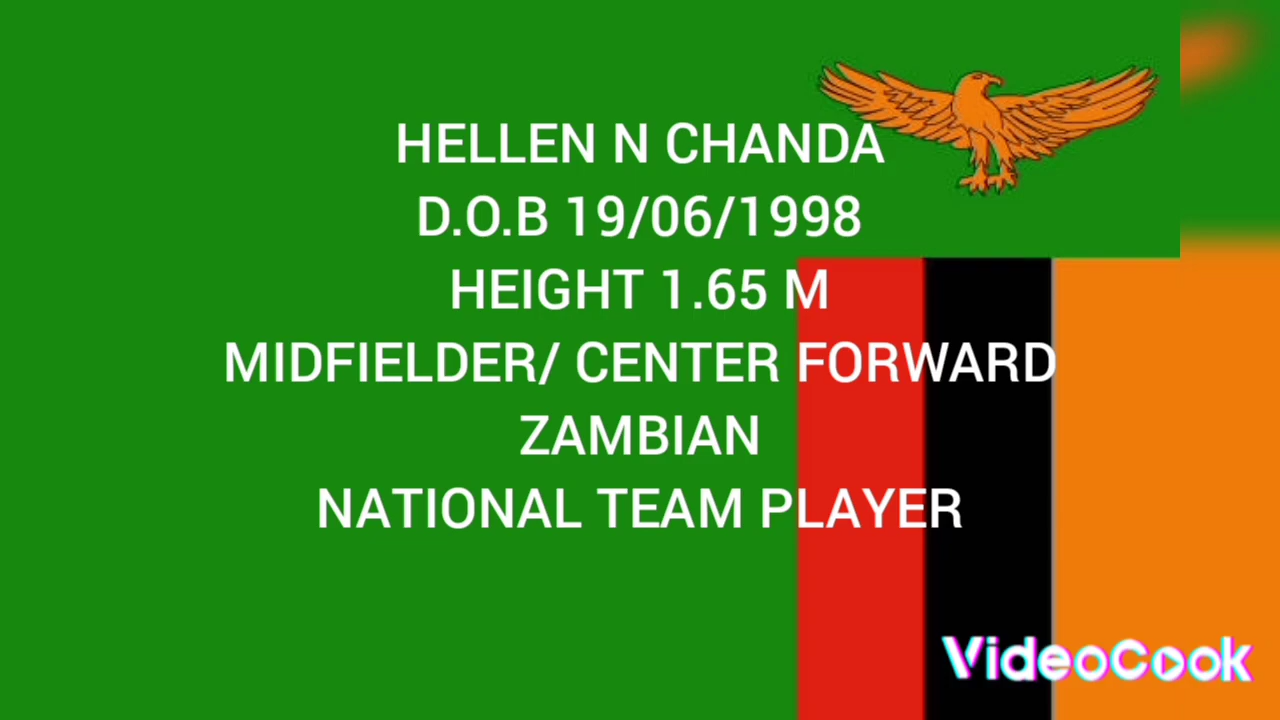 HELLEN N CHANDA
D.O.B 19/06/1998
HEIGHT 1.65 M
MIDFIELDER/ CENTER FORWARD
ZAMBIAN
NATIONAL TEAM PLAYER
VideoCook